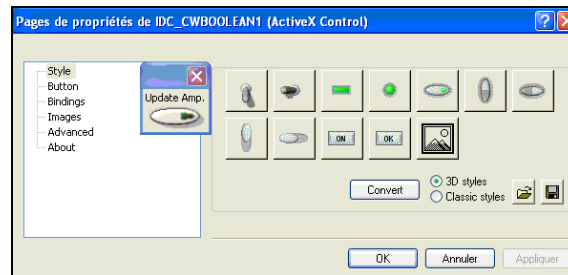 Pages de propriétés de IDC_CWBOOLEAN1 (ActiveX Control)
Style
Button
Bindings
Images
Advanced
About
Update Amp.
ON
OK
Convert
3D styles
Classic styles
OK
Annuler
Appliquer